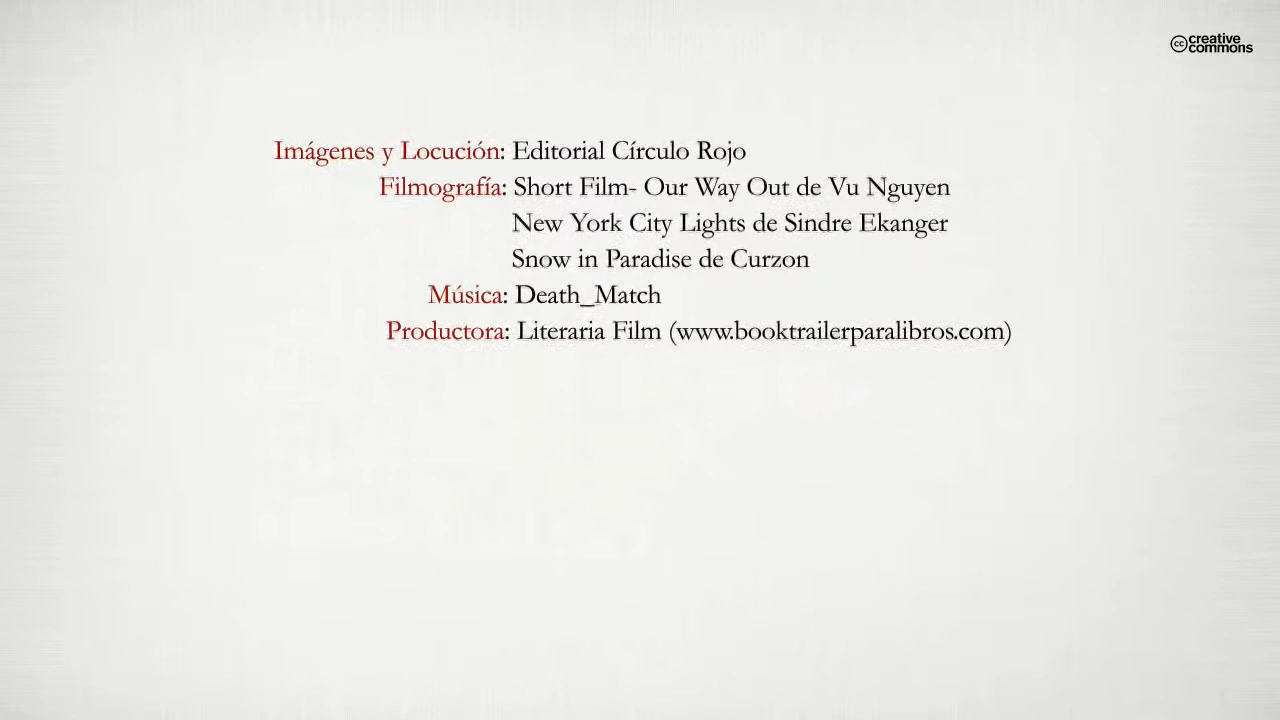 creative
commons
Imágenes y Locución: Editorial Círculo Rojo
Filmografía: Short Film- Our Way Out de Vu Nguyen
New York City Lights de Sindre Ekanger
Snow in Paradise de Curzon
Música: Death_Match
Productora: Literaria Film (www.booktrailerparalibros.com)